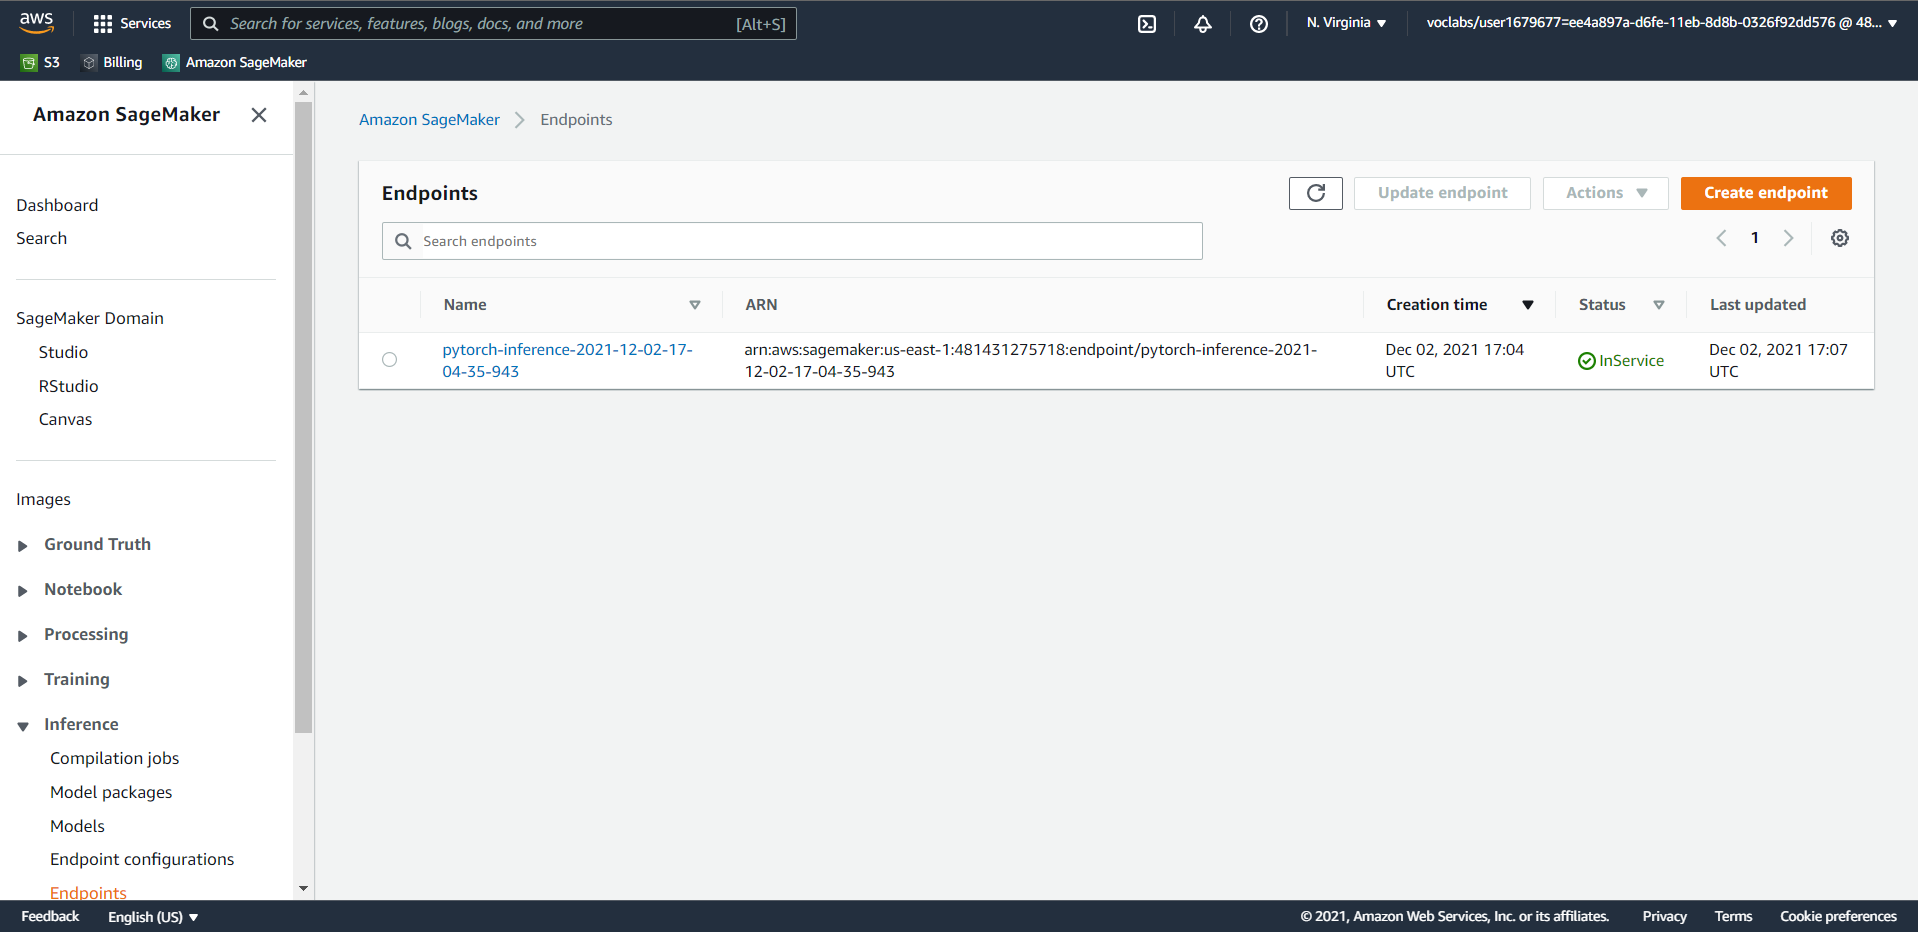 aws
Services
Search for services, features, blogs, docs, and more
[Alt+S]
N. Virginia
voclabs/user1679677=ee4a897a-d6fe-11eb-8d8b-0326f92dd576 @ 48...
S3
Billing
Amazon SageMaker
Amazon SageMaker
Dashboard
Search
SageMaker Domain
Studio
RStudio
Canvas
Images
Ground Truth
Notebook
Processing
Training
Inference
Compilation jobs
Model packages
Models
Endpoint configurations
Endpoints
Amazon SageMaker
Endpoints
Endpoints
Update endpoint
Actions
Create endpoint
Search endpoints
1
Name
ARN
Creation time
Status
Last updated
pytorch-inference-2021-12-02-17-
04-35-943
arn:aws:sagemaker:us-east-1:481431275718:endpoint/pytorch-inference-2021-
12-02-17-04-35-943
Dec 02, 2021 17:04
UTC
InService
Dec 02, 2021 17:07
UTC
Feedback
English (US)
© 2021, Amazon Web Services, Inc. or its affiliates.
Privacy
Terms
Cookie preferences